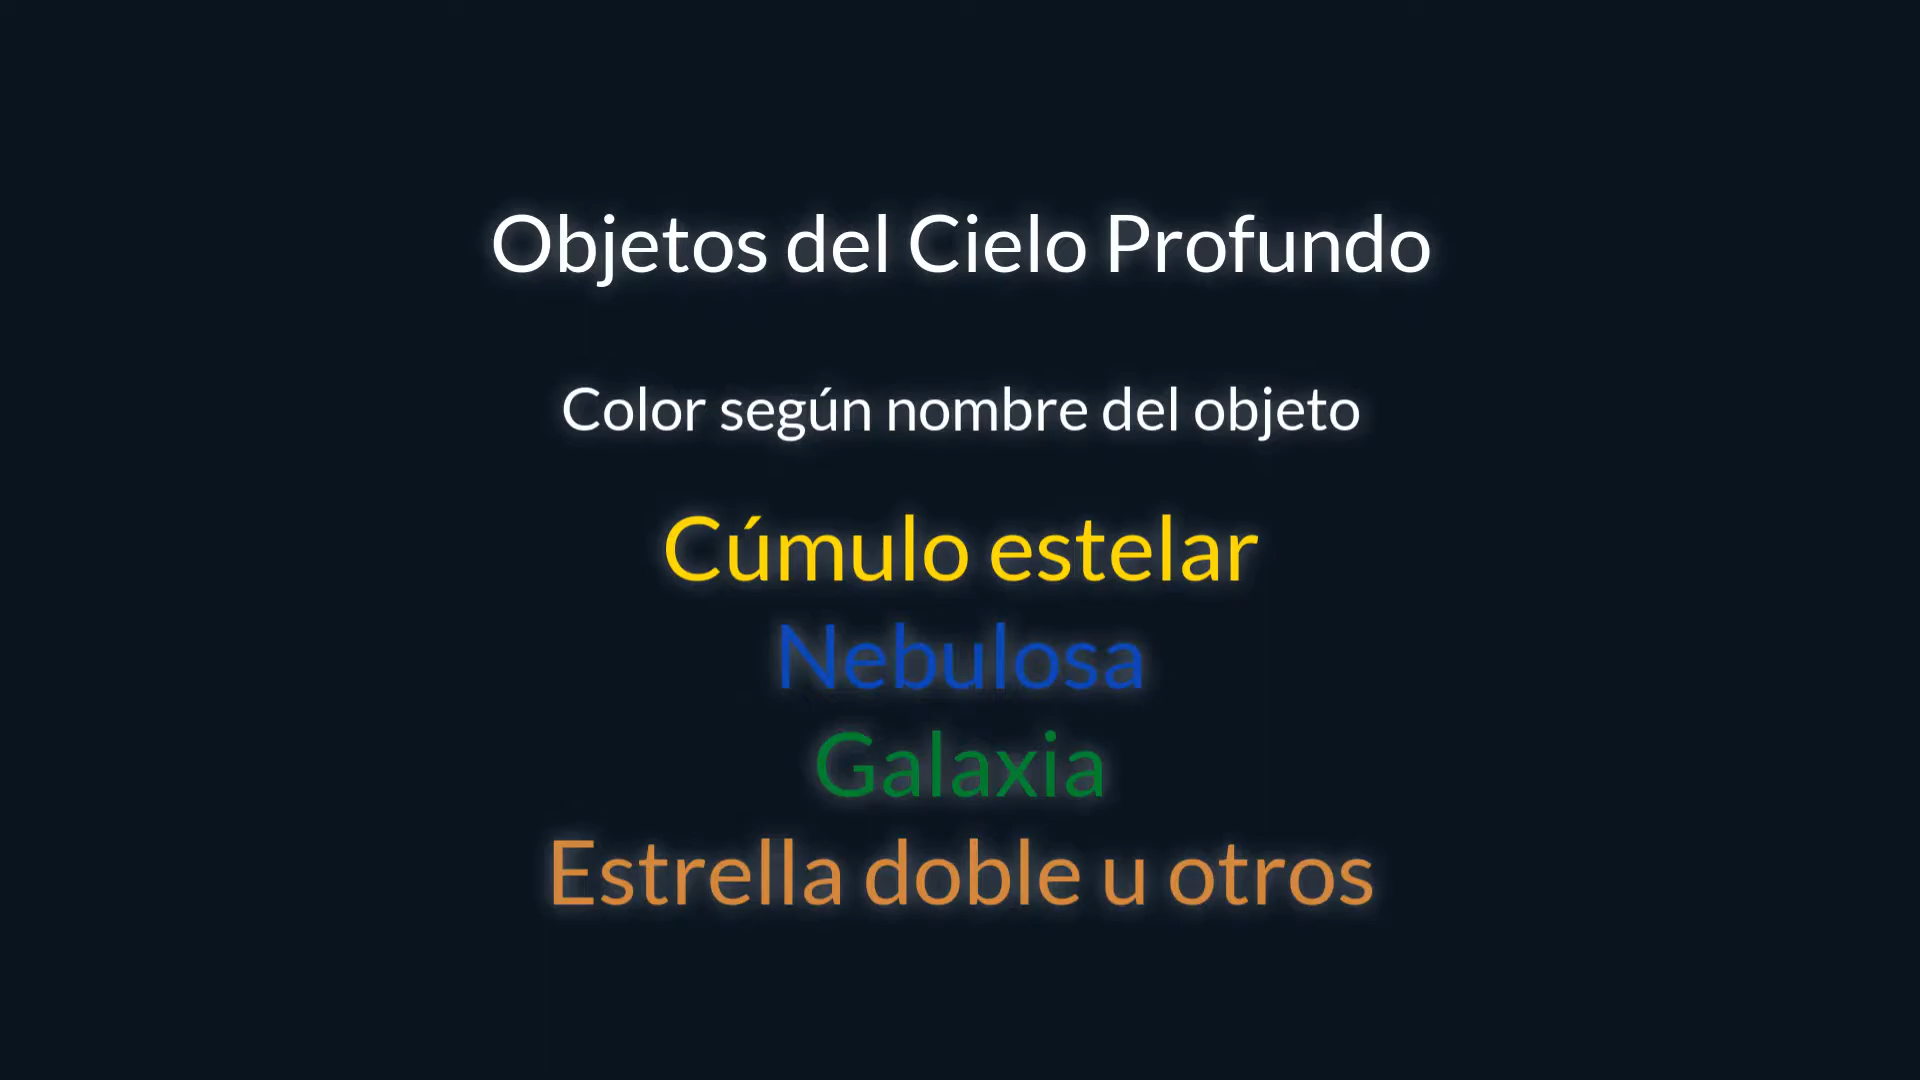 Objetos del Cielo Profundo
Color según nombre del objeto
Cúmulo estelar
Nebulosa
Galaxia
Estrella doble u otros